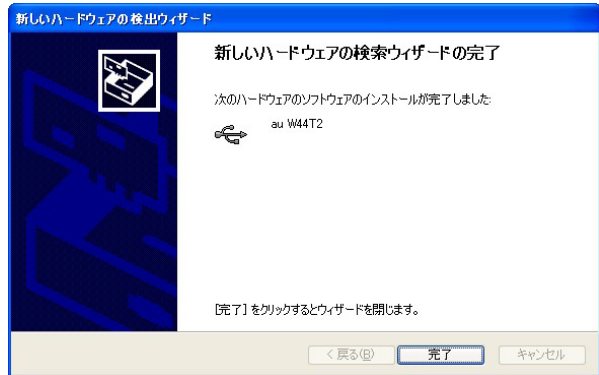 新しいハードウェアの検出ウィザード
新しいハードウェアの検索ウィザードの完了
次のハードウェアのソフトウェアのインストールが完了しました:
au W44T2
[完了] をクリックするとウィザードを閉じます。
< 戻る(B)
完了
キャンセル